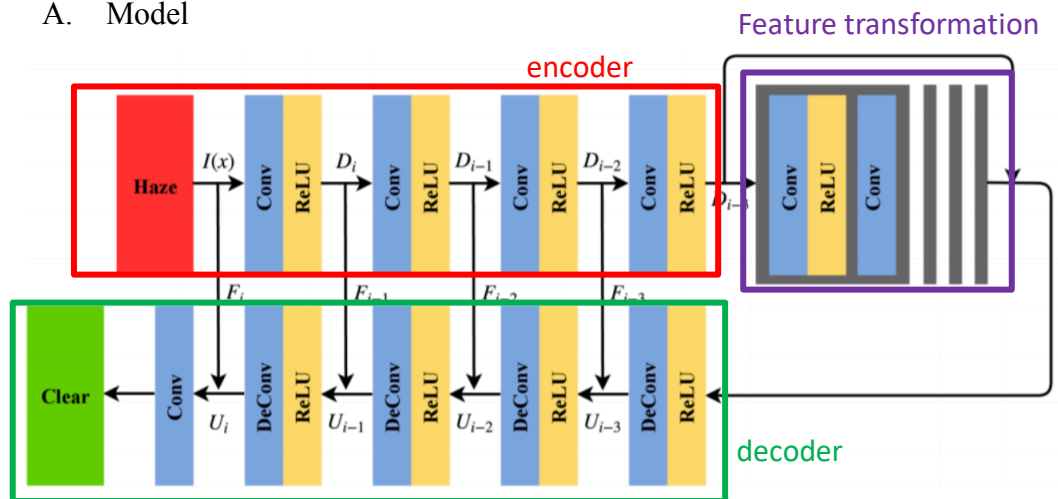 A. Model
Feature transformation
encoder
Haze
I(x)
Conv
ReLU
D_i
Conv
ReLU
D_{i-1}
Conv
ReLU
D_{i-2}
Conv
ReLU
D_{i-3}
Conv
ReLU
Conv
F_i
F_{i-1}
F_{i-2}
F_{i-3}
Clear
Conv
U_i
DeConv
ReLU
U_{i-1}
DeConv
ReLU
U_{i-2}
DeConv
ReLU
U_{i-3}
DeConv
ReLU
decoder